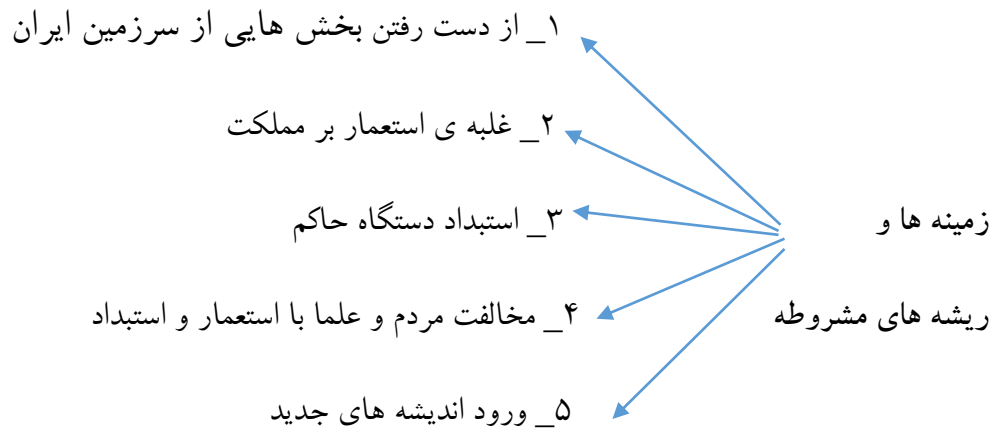 ۱_ از دست رفتن بخش هایی از سرزمین ایران
۲_ غلبه ی استعمار بر مملکت
زمینه ها و
۳_ استبداد دستگاه حاکم
ریشه های مشروطه
۴_ مخالفت مردم و علما با استعمار و استبداد
۵_ ورود اندیشه های جدید